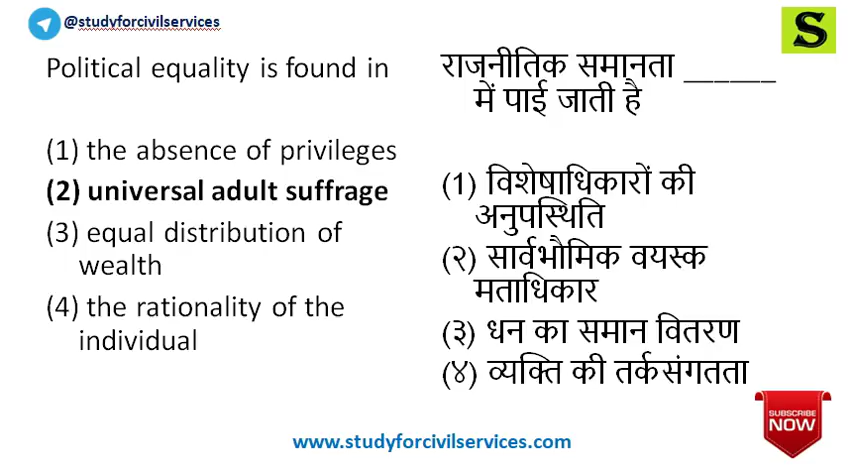 @studyforcivilservices
S
Political equality is found in
(1) the absence of privileges
(2) universal adult suffrage
(3) equal distribution of
wealth
(4) the rationality of the
individual
राजनीतिक समानता ______
में पाई जाती है
(1) विशेषाधिकारों की
अनुपस्थिति
(२) सार्वभौमिक वयस्क
मताधिकार
(३) धन का समान वितरण
(४) व्यक्ति की तर्कसंगतता
SUBSCRIBE
NOW
www.studyforcivilservices.com